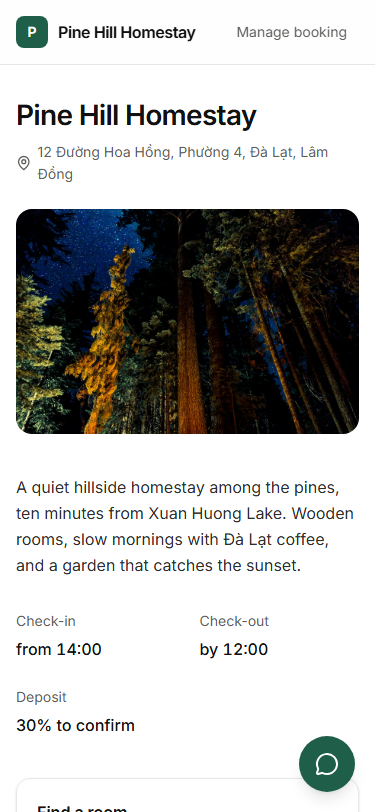 P
Pine Hill Homestay
Manage booking
Pine Hill Homestay
12 Đường Hoa Hồng, Phường 4, Đà Lạt, Lâm
Đồng
A quiet hillside homestay among the pines,
ten minutes from Xuan Huong Lake. Wooden
rooms, slow mornings with Đà Lạt coffee,
and a garden that catches the sunset.
Check-in
Check-out
from 14:00
by 12:00
Deposit
30% to confirm
Find a room